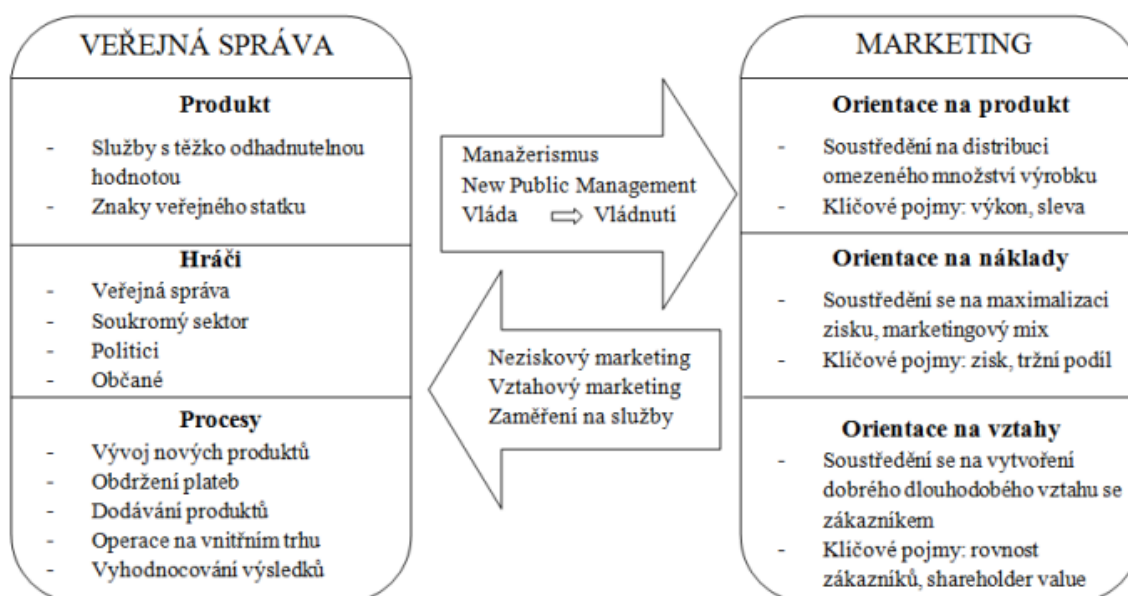 VEŘEJNÁ SPRÁVA
Produkt
- Služby s těžko odhadnutelnou
hodnotou
- Znaky veřejného statku
Hráči
- Veřejná správa
- Soukromý sektor
- Politici
- Občané
Procesy
- Vývoj nových produktů
- Obdržení plateb
- Dodávání produktů
- Operace na vnitřním trhu
- Vyhodnocování výsledků
Manažerismus
New Public Management
Vláda ⇨ Vládnutí
Neziskový marketing
Vztahový marketing
Zaměření na služby
MARKETING
Orientace na produkt
- Soustředění na distribuci
omezeného množství výrobku
- Klíčové pojmy: výkon, sleva
Orientace na náklady
- Soustředění se na maximalizaci
zisku, marketingový mix
- Klíčové pojmy: zisk, tržní podíl
Orientace na vztahy
- Soustředění se na vytvoření
dobrého dlouhodobého vztahu se
zákazníkem
- Klíčové pojmy: rovnost
zákazníků, shareholder value